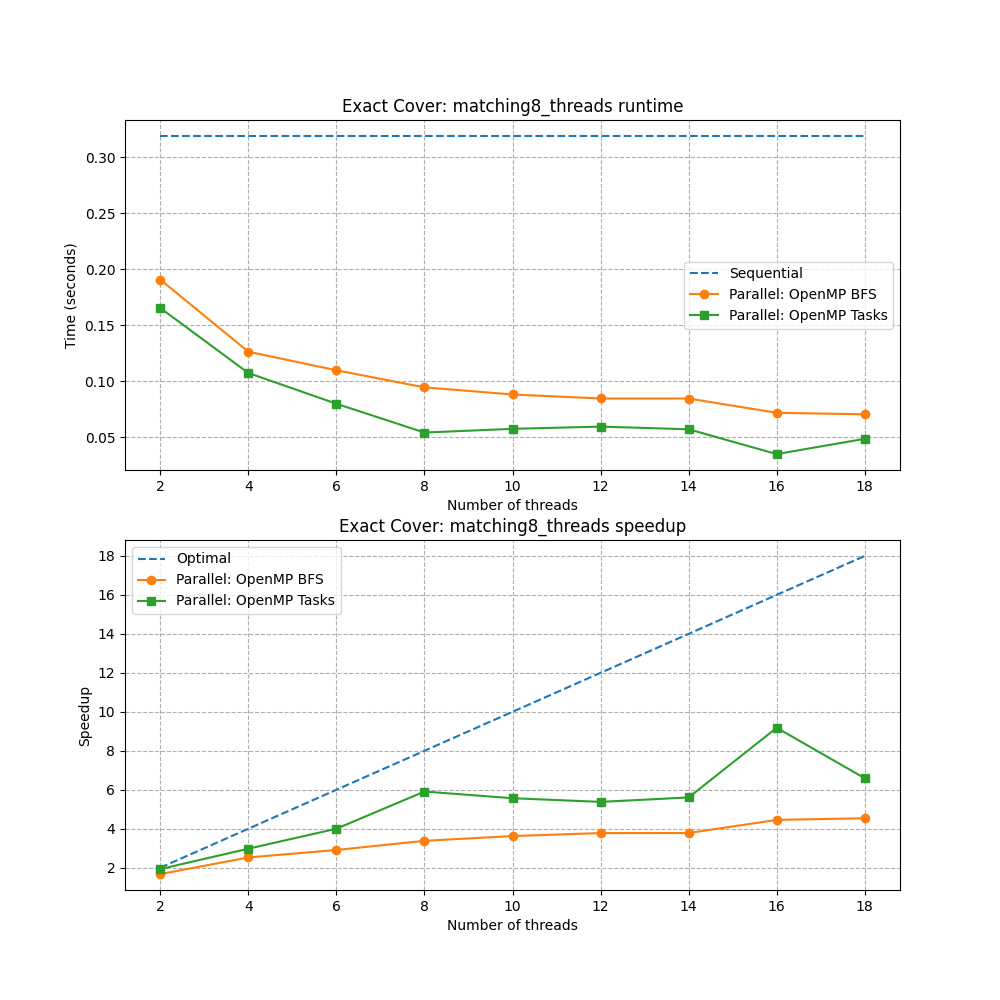 Exact Cover: matching8_threads runtime
Time (seconds)
0.30
0.25
0.20
0.15
0.10
0.05
Sequential
Parallel: OpenMP BFS
Parallel: OpenMP Tasks
2 4 6 8 10 12 14 16 18
Number of threads
Exact Cover: matching8_threads speedup
Speedup
18
16
14
12
10
8
6
4
2
Optimal
Parallel: OpenMP BFS
Parallel: OpenMP Tasks
2 4 6 8 10 12 14 16 18
Number of threads